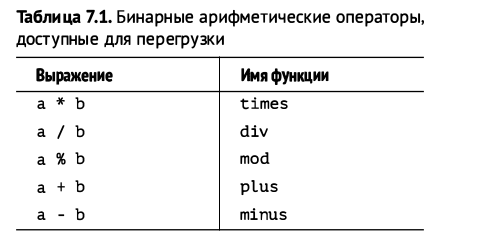 Таблица 7.1. Бинарные арифметические операторы,
доступные для перегрузки
Выражение Имя функции
a * b times
a / b div
a % b mod
a + b plus
a - b minus